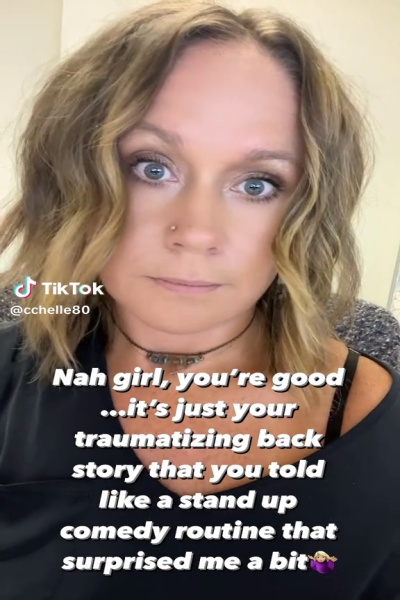 TikTok
@cchelle80
Nah girl, you're good
...it's just your
traumatizing back
story that you told
like a stand up
comedy routine that
surprised me a bit🤷🏼‍♀️